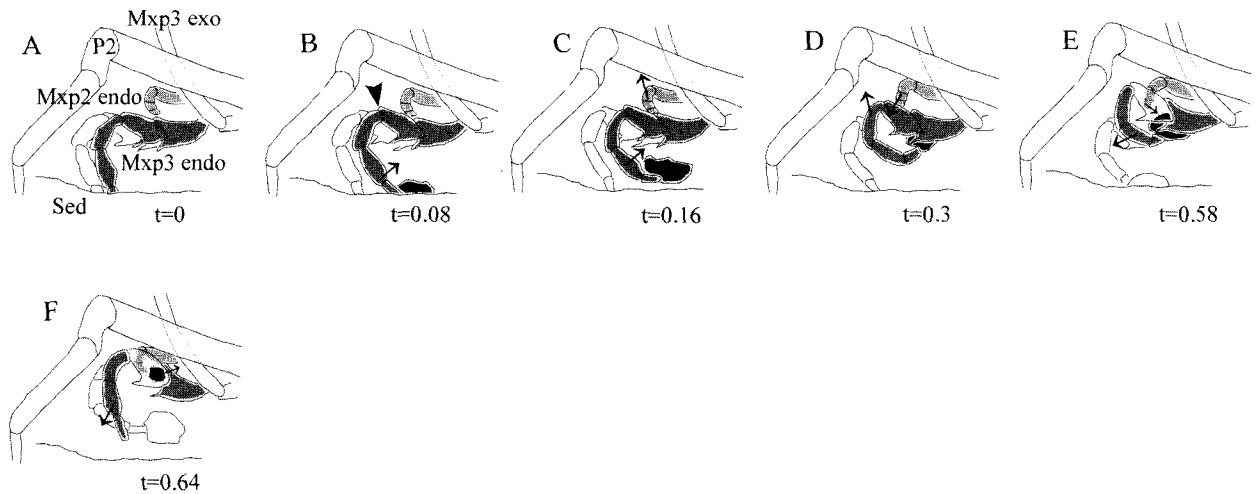 Mxp3 exo
A
P2
Mxp2 endo
Mxp3 endo
Sed
t=0
B
t=0.08
C
t=0.16
D
t=0.3
E
t=0.58
F
t=0.64